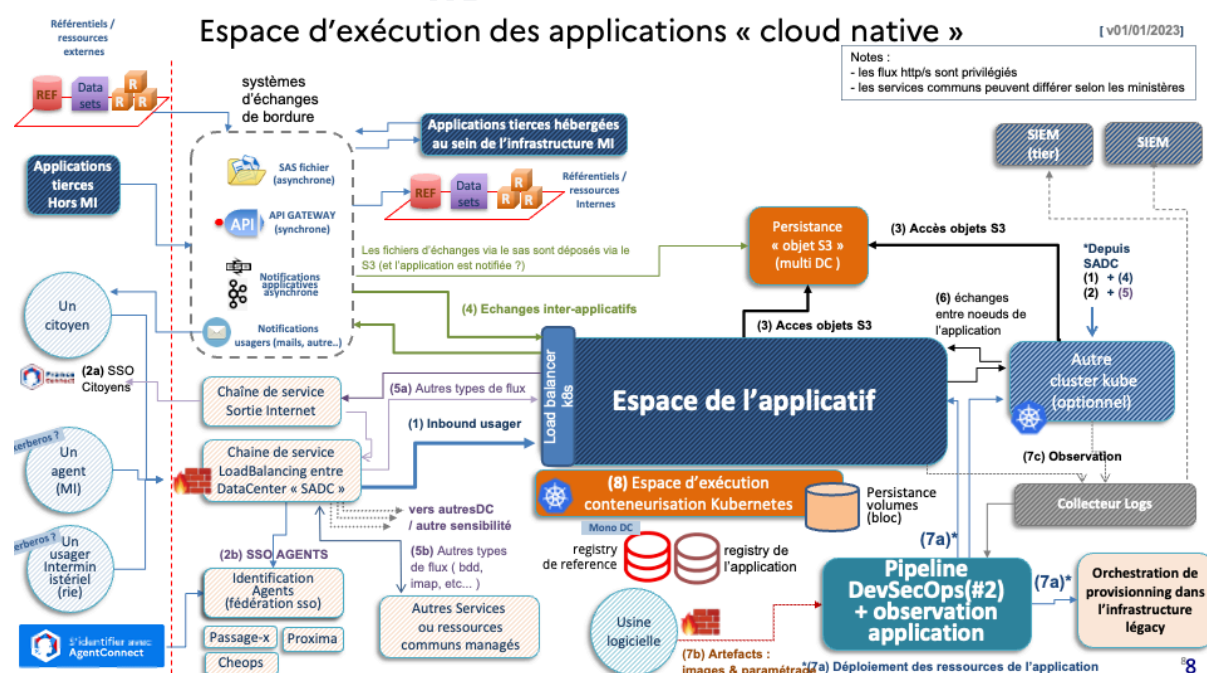 Espace d'exécution des applications « cloud native »
[ v01/01/2023]
Notes :
- les flux http/s sont privilégiés
- les services communs peuvent différer selon les ministères
Référentiels /
ressources
externes
REF
Data
sets
R
R
R
systèmes
d'échanges
de bordure
Applications tierces hébergées
au sein de l'infrastructure MI
SIEM
(tier)
SIEM
Applications
tierces
Hors MI
SAS fichier
(asynchrone)
API
API GATEWAY
(synchrone)
Notifications
applicatives
asynchrone
Notifications
usagers (mails, autre..)
REF
Data
sets
R
R
R
Référentiels /
ressources
Internes
Les fichiers d'échanges via le sas sont déposés via le
S3 (et l'application est notifiée ?)
Persistance
« objet S3 »
(multi DC )
(3) Accès objets S3
*Depuis
SADC
(1) + (4)
(2) + (5)
Un
citoyen
(4) Echanges inter-applicatifs
(3) Acces objets S3
(6) échanges
entre noeuds de
l'application
France
Connect
(2a) SSO
Citoyens
Chaîne de service
Sortie Internet
(5a) Autres types de flux
Load balancer
k8s
Espace de l'applicatif
Autre
cluster kube
(optionnel)
(1) Inbound usager
kerberos ?
Un
agent
(MI)
Chaine de service
LoadBalancing entre
DataCenter « SADC »
(7c) Observation
(8) Espace d'exécution
conteneurisation Kubernetes
Persistance
volumes
(bloc)
Collecteur Logs
vers autresDC
/ autre sensibilité
Mono DC
registry
de reference
registry de
l'application
(7a)*
kerberos ?
Un
usager
Intermin
istériel
(rie)
(2b) SSO AGENTS
(5b) Autres types
de flux ( bdd,
imap, etc... )
Identification
Agents
(fédération sso)
Autres Services
ou ressources
communs managés
Usine
logicielle
Pipeline
DevSecOps(#2)
+ observation
application
(7a)*
Orchestration de
provisionning dans
l'infrastructure
légacy
S'identifier avec
AgentConnect
Passage-x
Proxima
Cheops
(7b) Artefacts :
images & paramétrage
*(7a) Déploiement des ressources de l'application
8
8